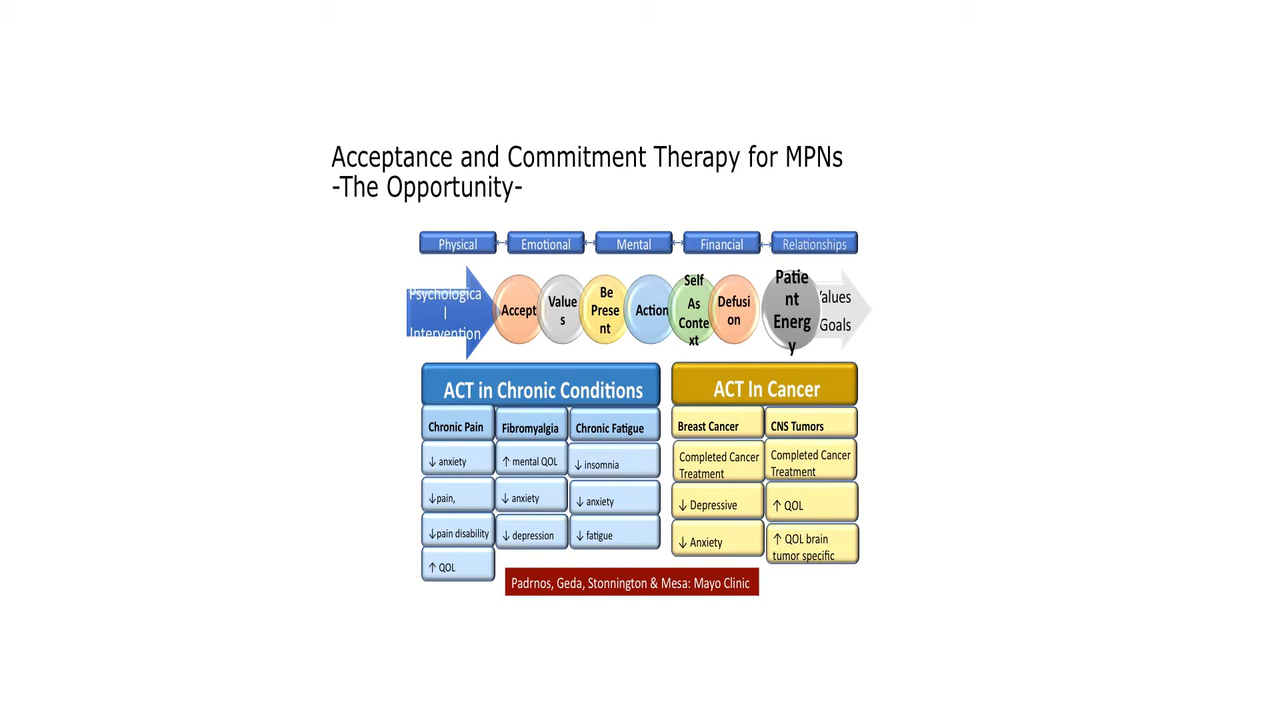 Acceptance and Commitment Therapy for MPNs
-The Opportunity-
Physical
Emotional
Mental
Financial
Relationships
Psychologica
l
Intervention
Accept
Value
s
Be
Prese
nt
Action
Self
As
Conte
xt
Defusi
on
Patie
nt
Energ
y
Values
Goals
ACT in Chronic Conditions
Chronic Pain
Fibromyalgia
Chronic Fatigue
↓ anxiety
↑ mental QOL
↓ insomnia
↓pain,
↓ anxiety
↓ anxiety
↓pain disability
↓ depression
↓ fatigue
↑ QOL
ACT In Cancer
Breast Cancer
CNS Tumors
Completed Cancer
Treatment
Completed Cancer
Treatment
↓ Depressive
↑ QOL
↓ Anxiety
↑ QOL brain
tumor specific
Padrnos, Geda, Stonnington & Mesa: Mayo Clinic